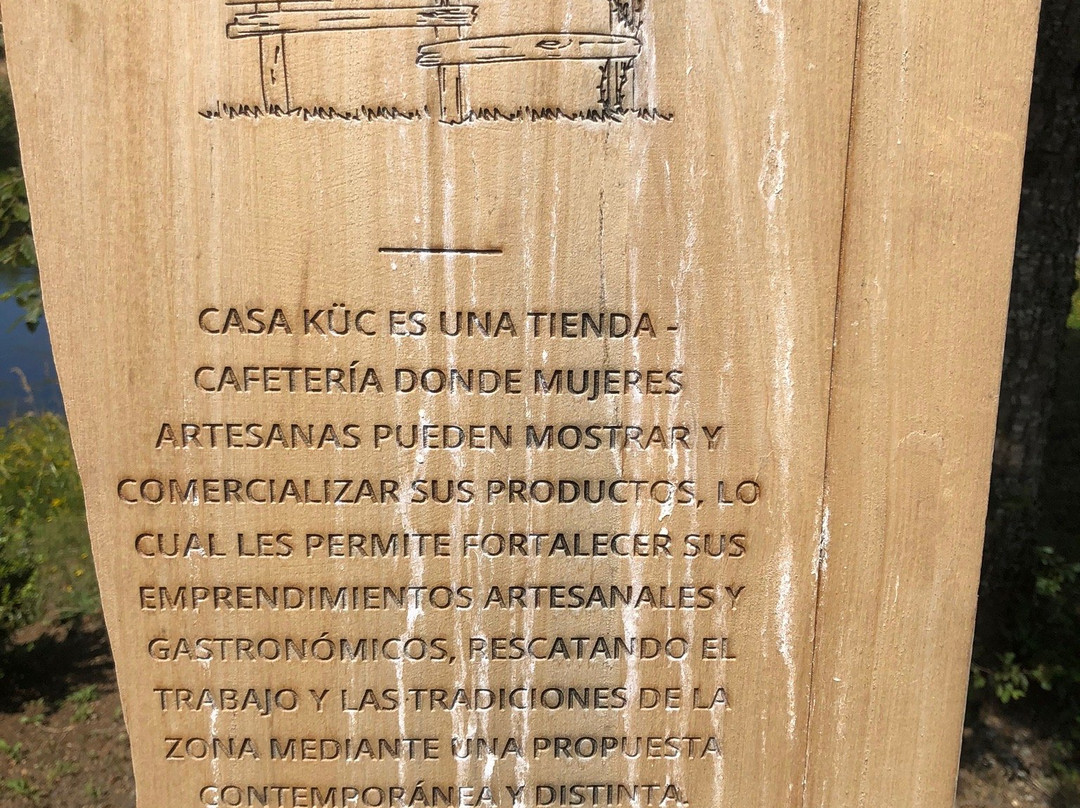 CASA KÜC ES UNA TIENDA -
CAFETERÍA DONDE MUJERES
ARTESANAS PUEDEN MOSTRAR Y
COMERCIALIZAR SUS PRODUCTOS, LO
CUAL LES PERMITE FORTALECER SUS
EMPRENDIMIENTOS ARTESANALES Y
GASTRONÓMICOS, RESCATANDO EL
TRABAJO Y LAS TRADICIONES DE LA
ZONA MEDIANTE UNA PROPUESTA
CONTEMPORÁNEA Y DISTINTA.